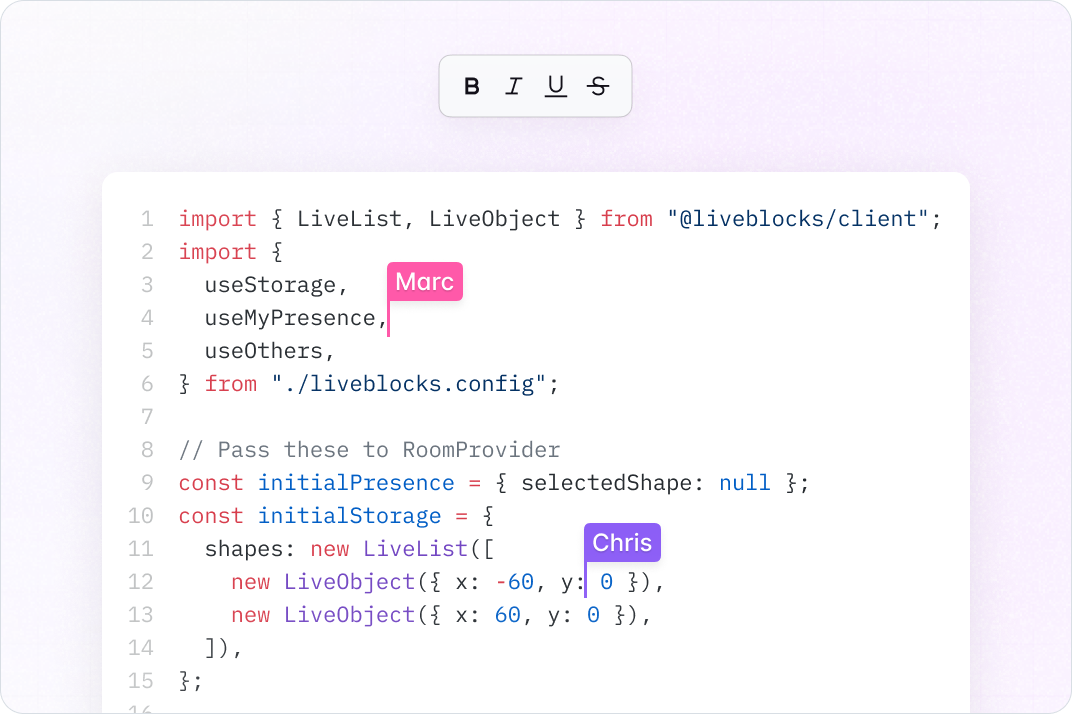 B I U S
1 import { LiveList, LiveObject } from "@liveblocks/client";
2 import {
3   useStorage,
Marc
4   useMyPresence,
5   useOthers,
6 } from "./liveblocks.config";
7
8 // Pass these to RoomProvider
9 const initialPresence = { selectedShape: null };
10 const initialStorage = {
11   shapes: new LiveList([
Chris
12     new LiveObject({ x: -60, y: 0 }),
13     new LiveObject({ x: 60, y: 0 }),
14   ]),
15 };
16